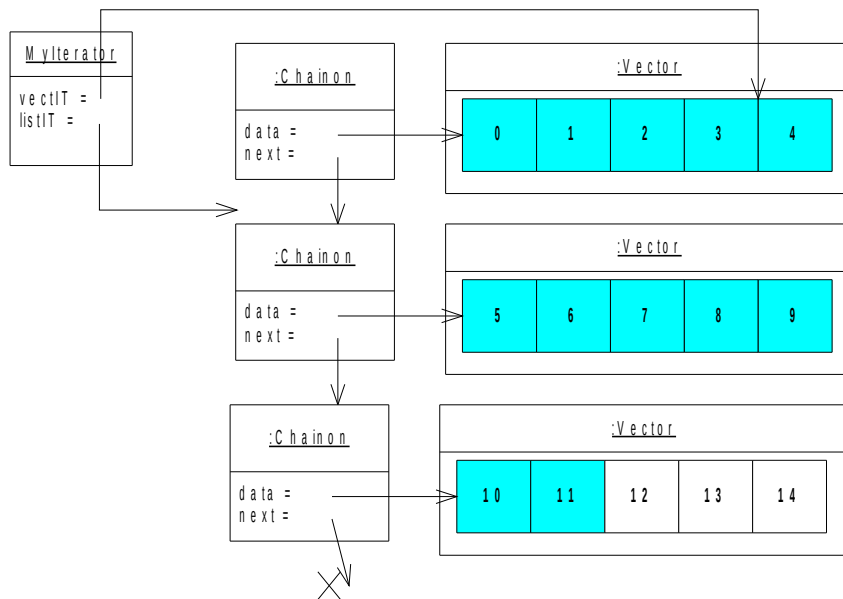 MyIterator
vectIT =
listIT =
:Chainon
data =
next =
:Vector
0 1 2 3 4
:Chainon
data =
next =
:Vector
5 6 7 8 9
:Chainon
data =
next =
:Vector
10 11 12 13 14